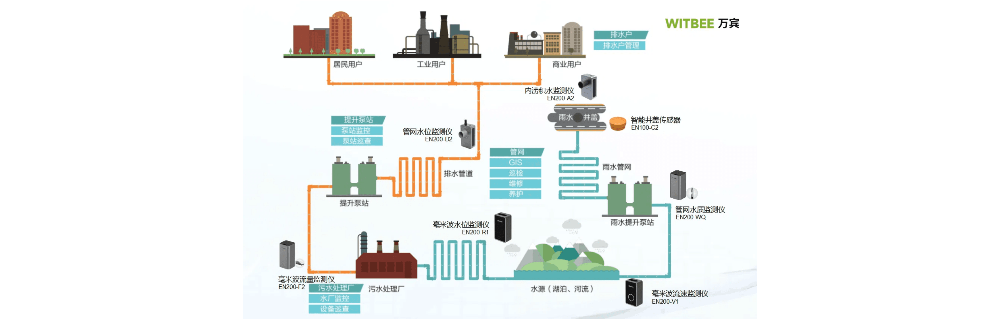 WITBEE 万宾
排水户
排水户管理
居民用户
工业用户
商业用户
内涝积水监测仪
EN200-A2
雨水井盖
智能井盖传感器
EN100-C2
提升泵站
泵站监控
泵站巡查
管网水位监测仪
EN200-D2
管网
GIS
巡检
维修
养护
排水管道
雨水管网
提升泵站
管网水质监测仪
EN200-WQ
雨水提升泵站
毫米波水位监测仪
EN200-R1
毫米波流量监测仪
EN200-F2
污水处理厂
水厂监控
设备巡查
污水处理厂
水源（湖泊、河流）
毫米波流速监测仪
EN200-V1